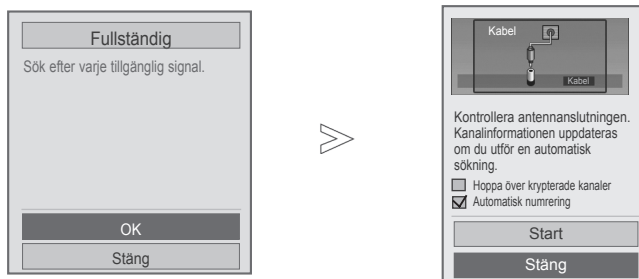 Fullständig
Sök efter varje tillgänglig signal.
OK
Stäng
Kabel
Kabel
Kontrollera antennanslutningen.
Kanalinformationen uppdateras
om du utför en automatisk
sökning.
Hoppa över krypterade kanaler
Automatisk numrering
Start
Stäng